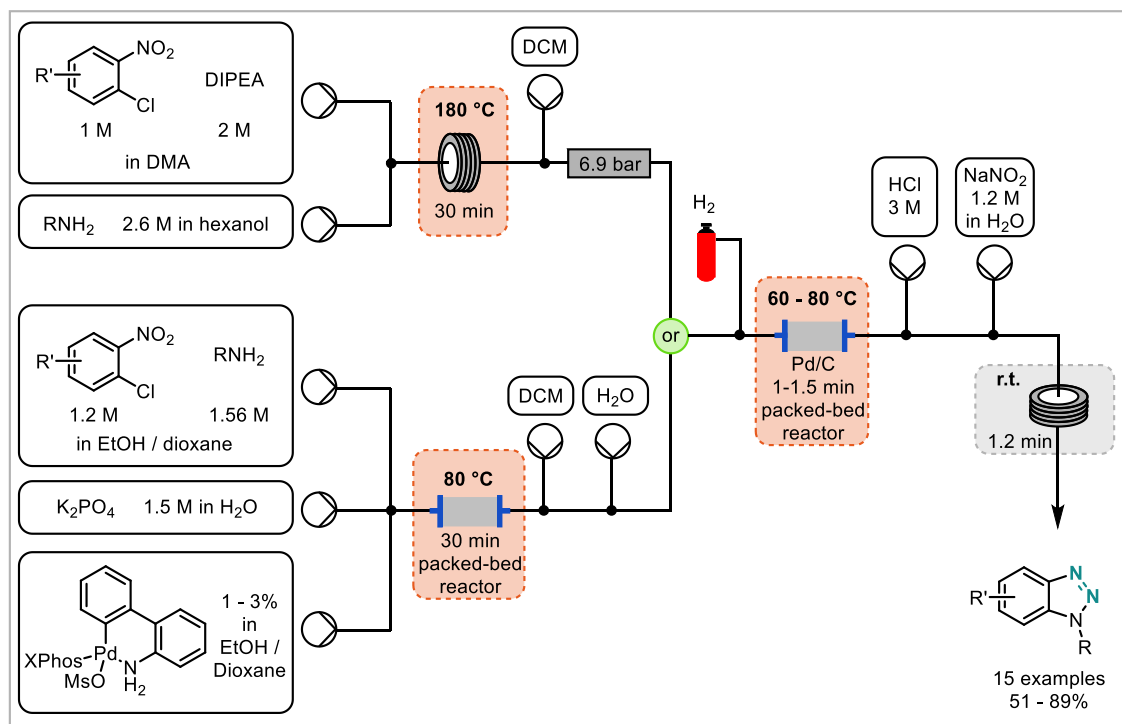 R'
NO₂
Cl
1 M
DIPEA
2 M
in DMA
RNH₂ 2.6 M in hexanol
180 °C
30 min
DCM
6.9 bar
R'
NO₂
Cl
1.2 M
RNH₂
1.56 M
in EtOH / dioxane
K₂PO₄ 1.5 M in H₂O
XPhos
Pd
MsO
N
H₂
1 - 3%
in
EtOH /
Dioxane
80 °C
30 min
packed-bed
reactor
DCM
H₂O
or
H₂
60 - 80 °C
Pd/C
1-1.5 min
packed-bed
reactor
HCl
3 M
NaNO₂
1.2 M
in H₂O
r.t.
1.2 min
R'
N
N
N
R
15 examples
51 - 89%